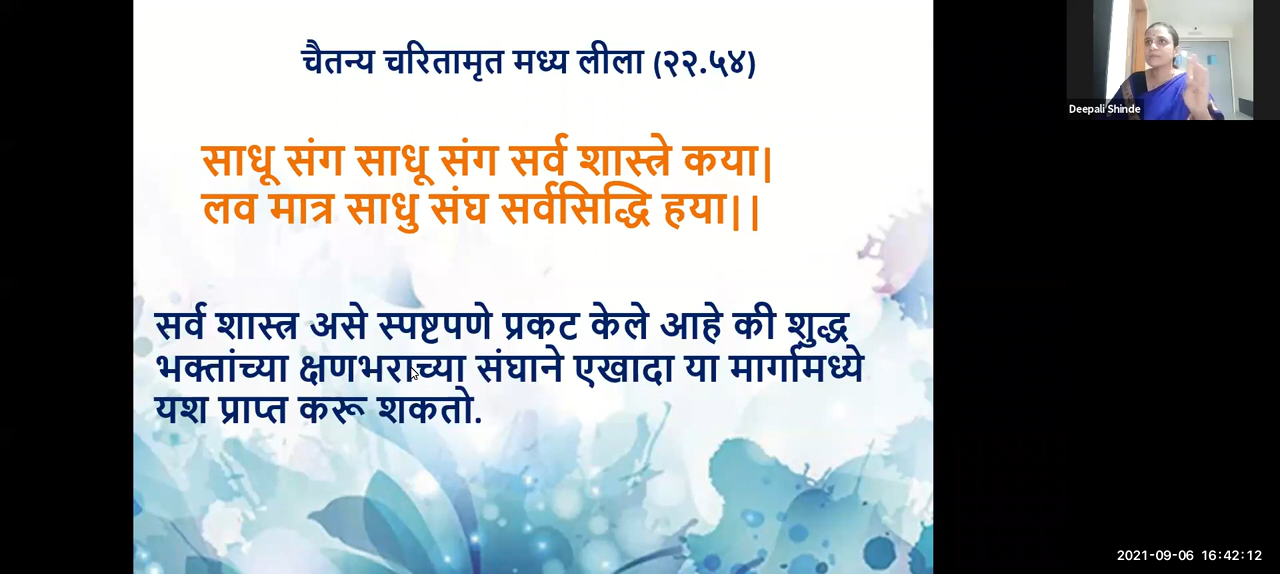 चैतन्य चरितामृत मध्य लीला (२२.५४)
साधू संग साधू संग सर्व शास्त्रे कया|
लव मात्र साधु संघ सर्वसिद्धि हया||
सर्व शास्त्र असे स्पष्टपणे प्रकट केले आहे की शुद्ध
भक्तांच्या क्षणभराच्या संघाने एखादा या मार्गामध्ये
यश प्राप्त करू शकतो.
Deepali Shinde
2021-09-06 16:42:12